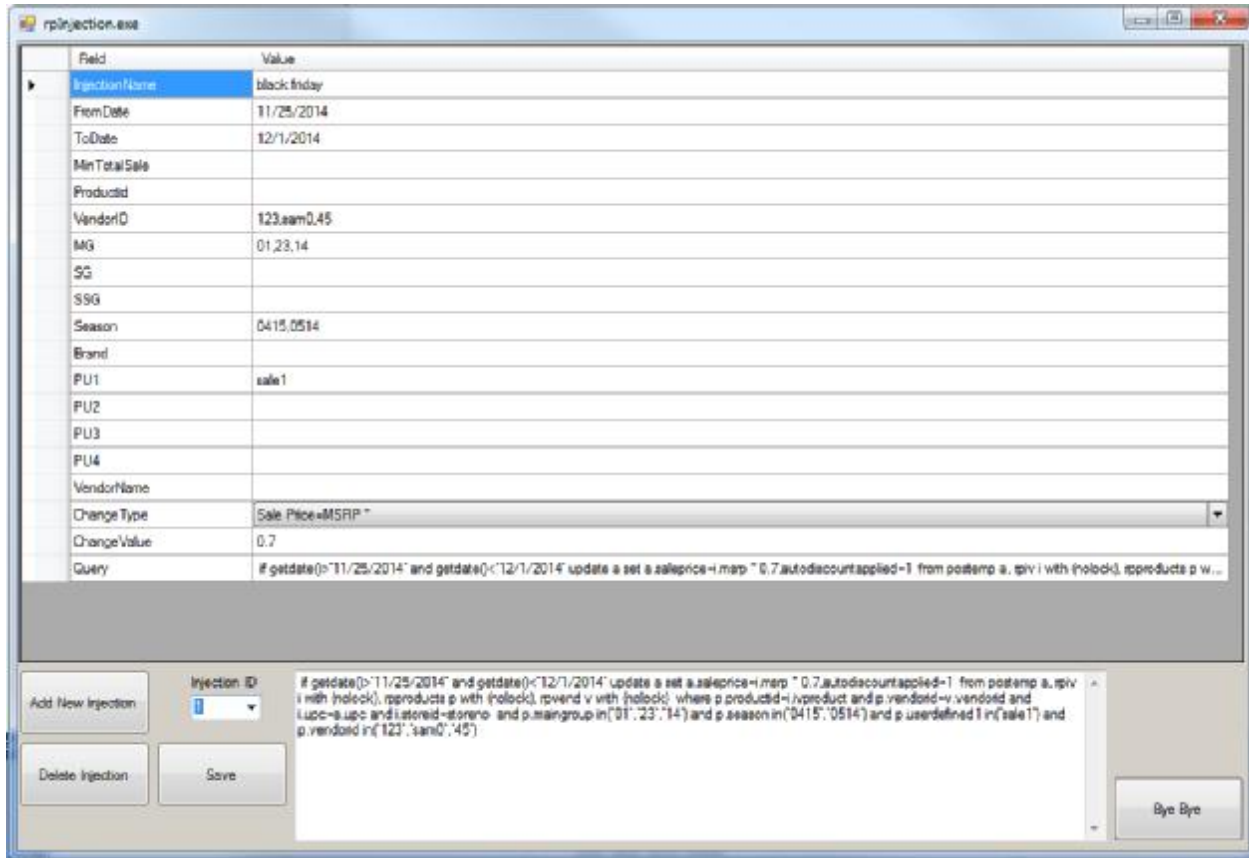 rpInjection.exe
Field Value
InjectionName black friday
FromDate 11/25/2014
ToDate 12/1/2014
MinTotalSale
ProductId
VendorID 123,sam0,45
MG 01,23,14
SG
SSG
Season 0415,0514
Brand
PU1 sale1
PU2
PU3
PU4
VendorName
ChangeType Sale Price=MSRP *
ChangeValue 0.7
Query if getdate()>'11/25/2014' and getdate()<'12/1/2014' update a set a.saleprice=i.msrp * 0.7,autodiscountapplied=1 from postemp a, rpiv i with (nolock), rpproducts p w...
Add New Injection
Injection ID
1
Delete Injection
Save
if getdate()>'11/25/2014' and getdate()<'12/1/2014' update a set a.saleprice=i.msrp * 0.7,autodiscountapplied=1 from postemp a, rpiv
i with (nolock), rpproducts p with (nolock), rpvend v with (nolock) where p.productid=i.ivproduct and p.vendorid=v.vendorid and
i.upc=a.upc and i.storeid=storeno and p.maingroup in('01','23','14') and p.season in('0415','0514') and p.userdefined1 in('sale1') and
p.vendorid in('123','sam0','45')
Bye Bye